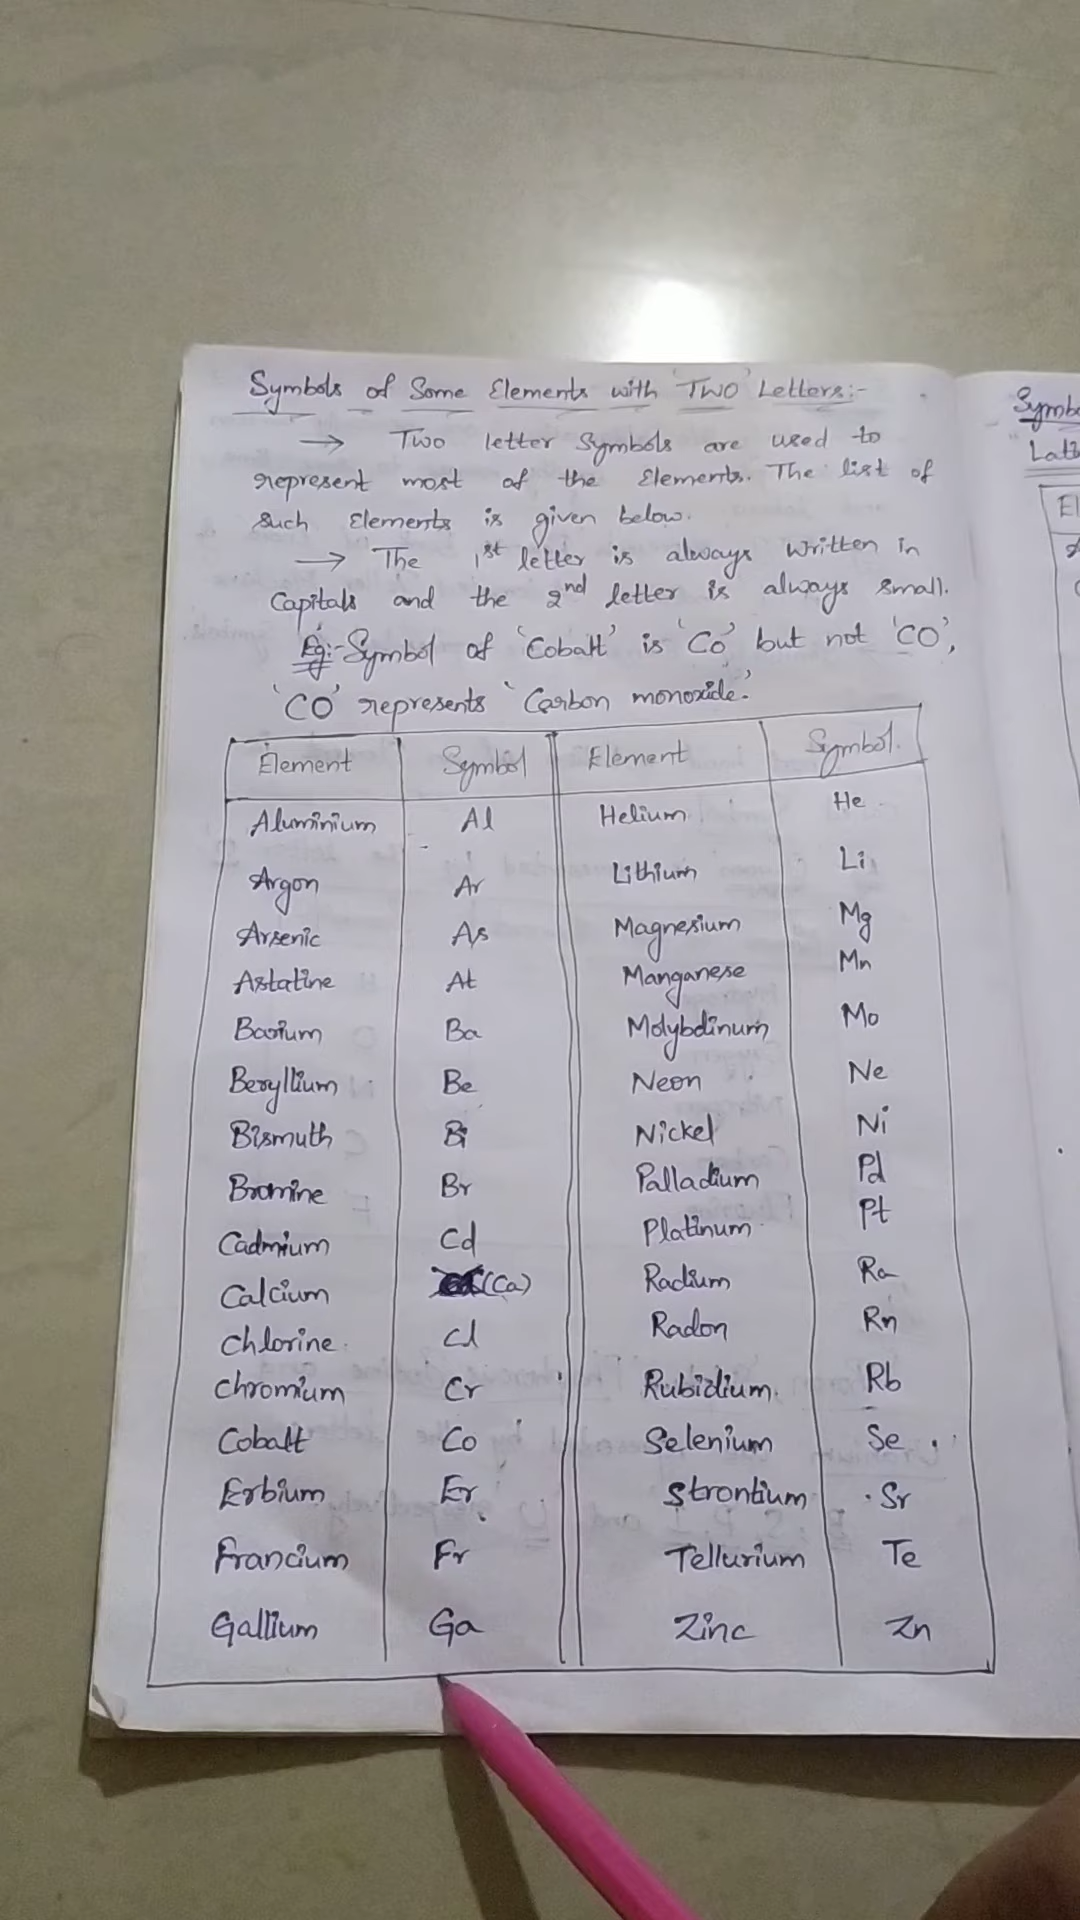 Symbols of Some Elements with 'TWO' Letters:-
→ Two letter Symbols are used to
represent most of the Elements. The list of
such Elements is given below.
→ The 1st letter is always written in
Capitals and the 2nd letter is always small.
Eg:- Symbol of 'Cobalt' is 'Co' but not 'CO',
'CO' represents 'Carbon monoxide.'
Element Symbol Element Symbol.
Aluminium Al Helium He
Argon Ar Lithium Li
Arsenic As Magnesium Mg
Astatine At Manganese Mn
Barium Ba Molybdinum Mo
Beryllium Be Neon Ne
Bismuth Bi Nickel Ni
Bromine Br Palladium Pd
Cadmium Cd Platinum Pt
Calcium (Ca) Radium Ra
Chlorine Cl Radon Rn
Chromium Cr Rubidium Rb
Cobalt Co Selenium Se
Erbium Er Strontium Sr
Francium Fr Tellurium Te
Gallium Ga Zinc Zn
Symb
Lati
El